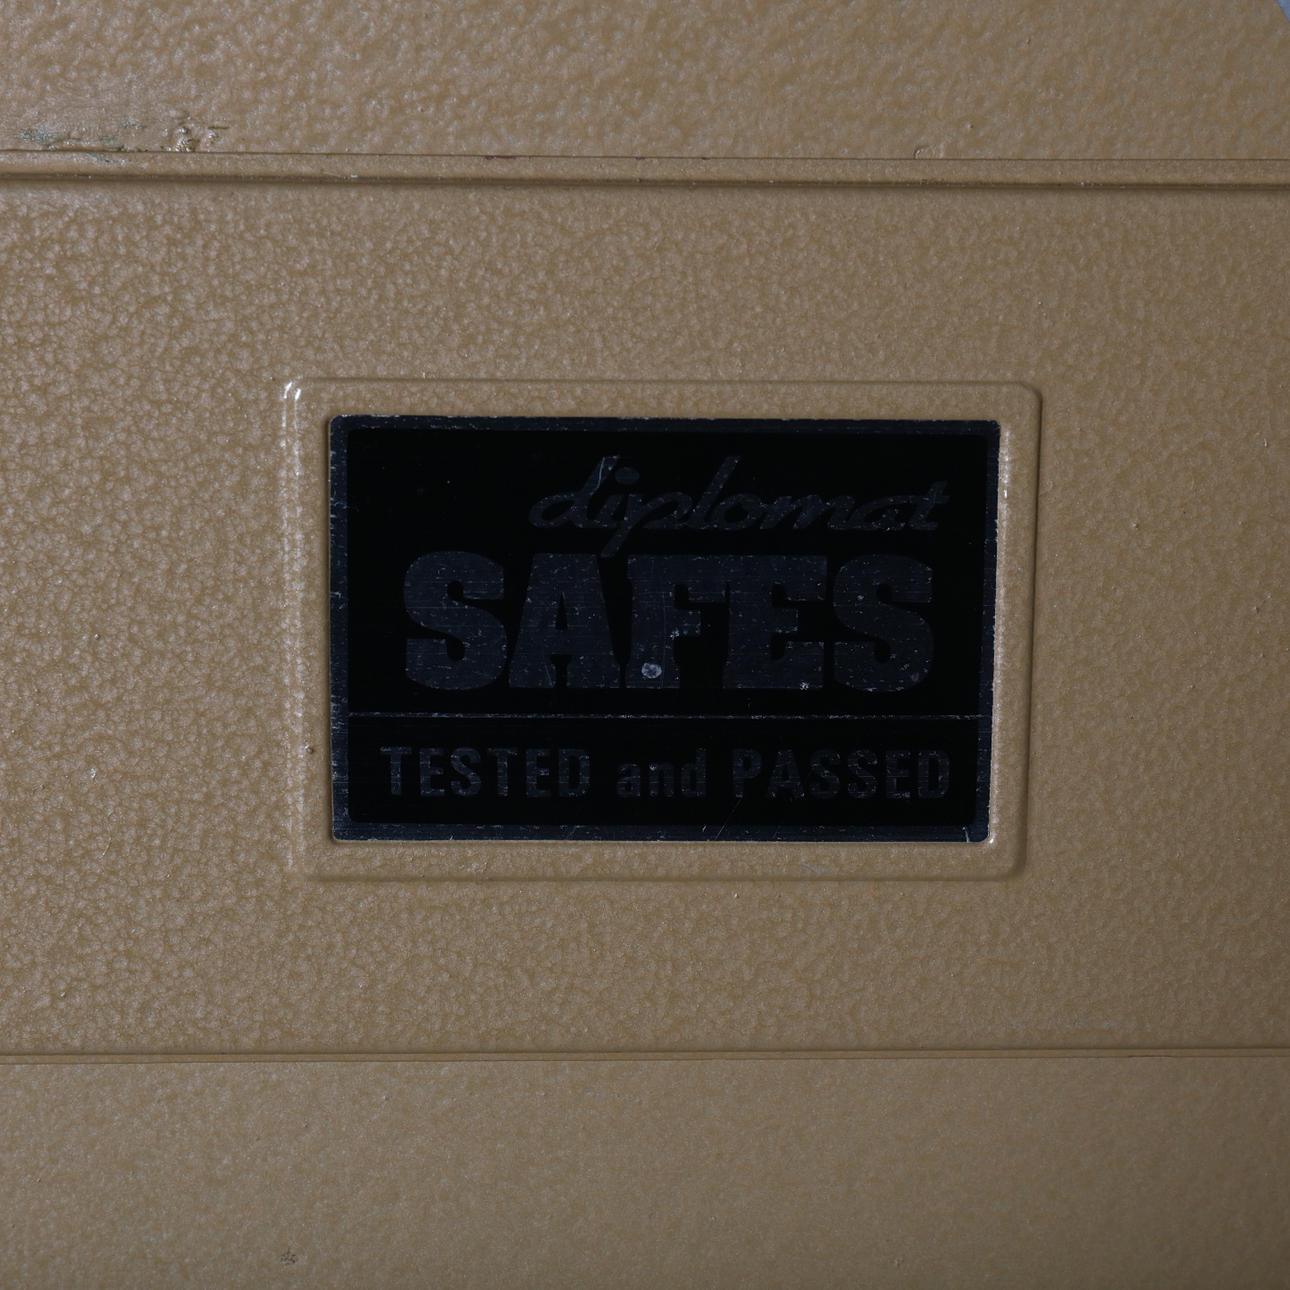 diplomat
SAFES
TESTED and PASSED